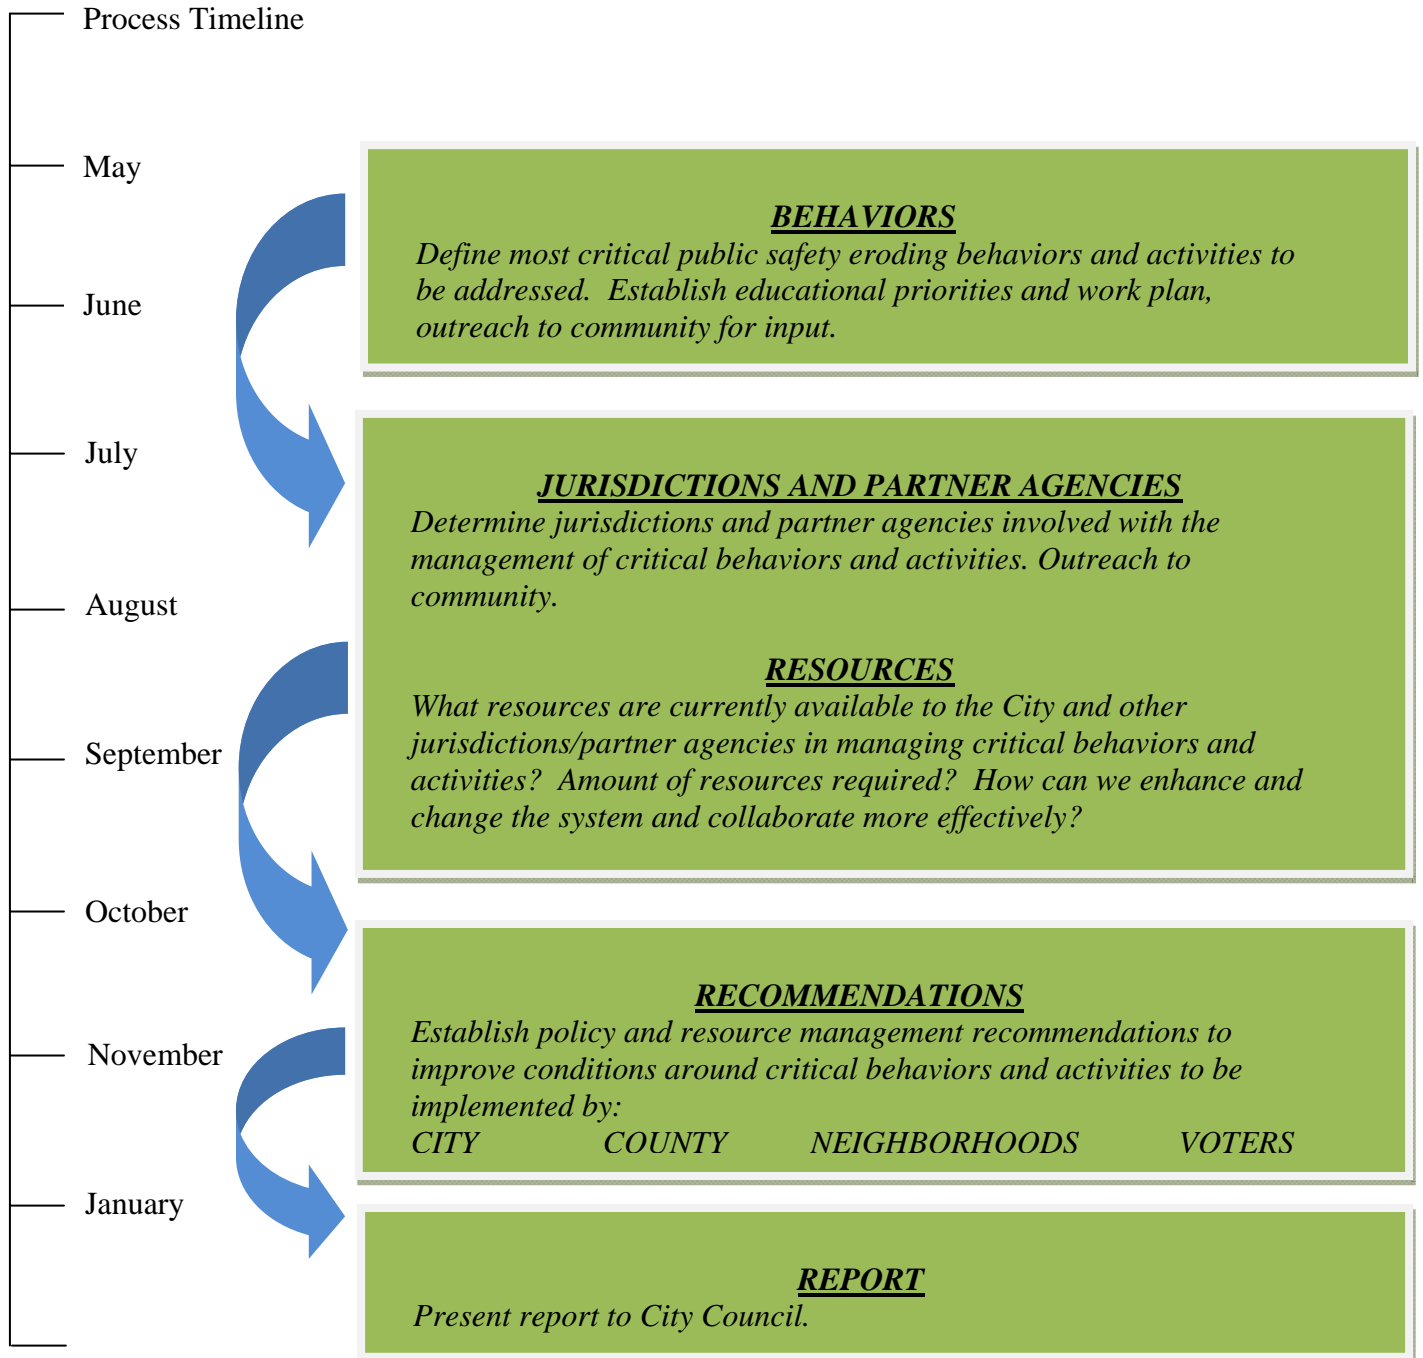 Process Timeline
May
June
July
August
September
October
November
January
BEHAVIORS
Define most critical public safety eroding behaviors and activities to
be addressed.  Establish educational priorities and work plan,
outreach to community for input.
JURISDICTIONS AND PARTNER AGENCIES
Determine jurisdictions and partner agencies involved with the
management of critical behaviors and activities. Outreach to
community.
RESOURCES
What resources are currently available to the City and other
jurisdictions/partner agencies in managing critical behaviors and
activities?  Amount of resources required?  How can we enhance and
change the system and collaborate more effectively?
RECOMMENDATIONS
Establish policy and resource management recommendations to
improve conditions around critical behaviors and activities to be
implemented by:
CITY COUNTY NEIGHBORHOODS VOTERS
REPORT
Present report to City Council.